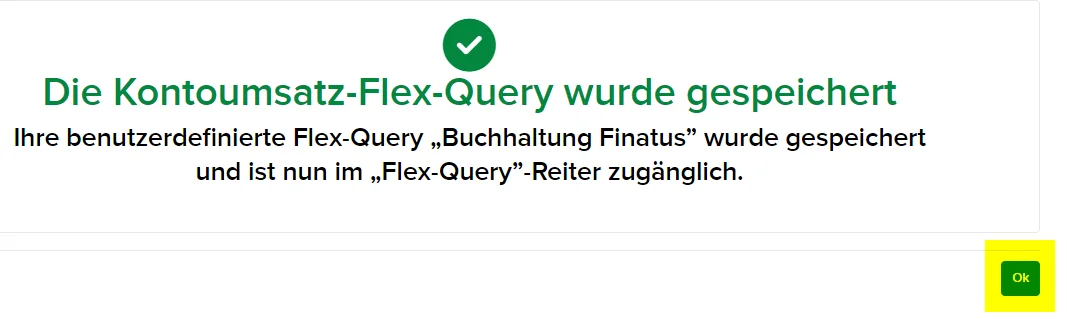 Die Kontoumsatz-Flex-Query wurde gespeichert
Ihre benutzerdefinierte Flex-Query „Buchhaltung Finatus” wurde gespeichert
und ist nun im „Flex-Query”-Reiter zugänglich.
Ok